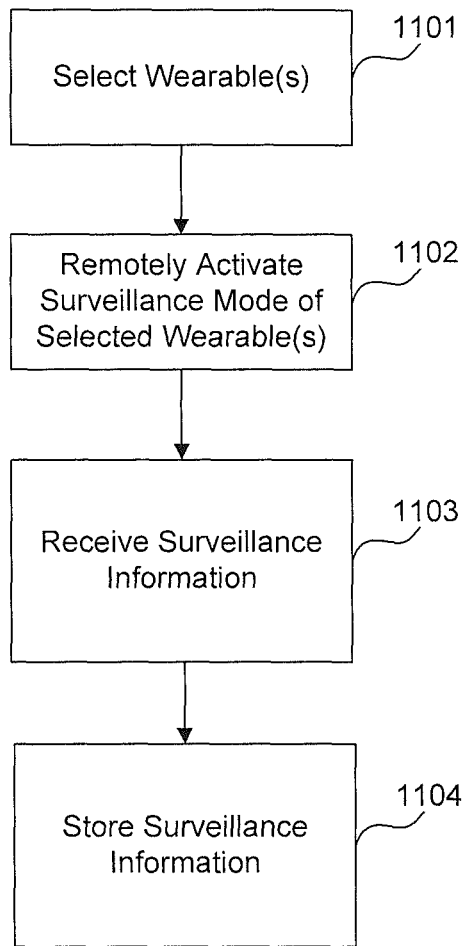 1101
Select Wearable(s)
1102
Remotely Activate
Surveillance Mode of
Selected Wearable(s)
1103
Receive Surveillance
Information
1104
Store Surveillance
Information